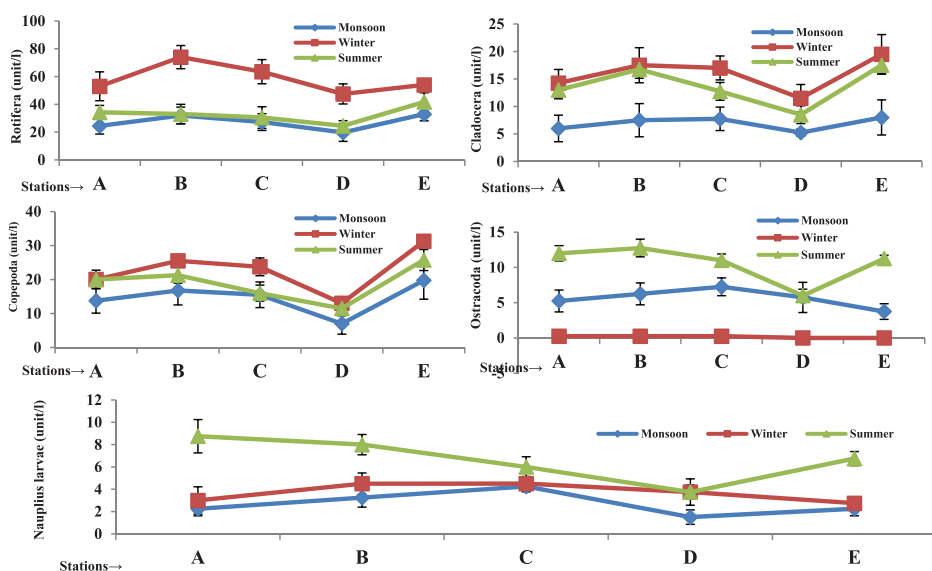 Rotifera (unit/l)
100
80
60
40
20
0
Monsoon
Winter
Summer
A B C D E
Stations→
Cladocera (unit/l)
25
20
15
10
5
0
Monsoon
Winter
Summer
A B C D E
Stations→
Copepoda (unit/l)
40
30
20
10
0
Monsoon
Winter
Summer
A B C D E
Stations→
Ostracoda (unit/l)
15
10
5
0
-5
Monsoon
Winter
Summer
A B C D E
Stations→
Nauplius larvae (unit/l)
12
10
8
6
4
2
0
Monsoon Winter Summer
A B C D E
Stations→